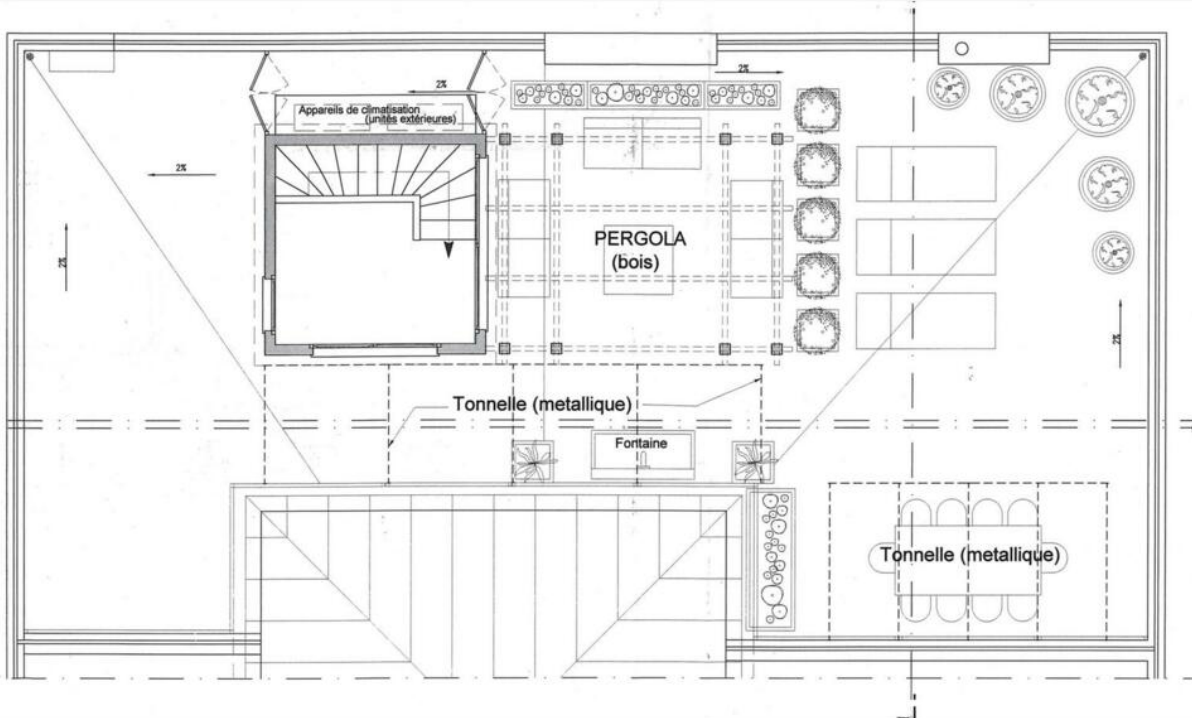 2%
2%
Appareils de climatisation
(unités extérieures)
2%
2%
PERGOLA
(bois)
2%
Tonnelle (metallique)
Fontaine
Tonnelle (metallique)